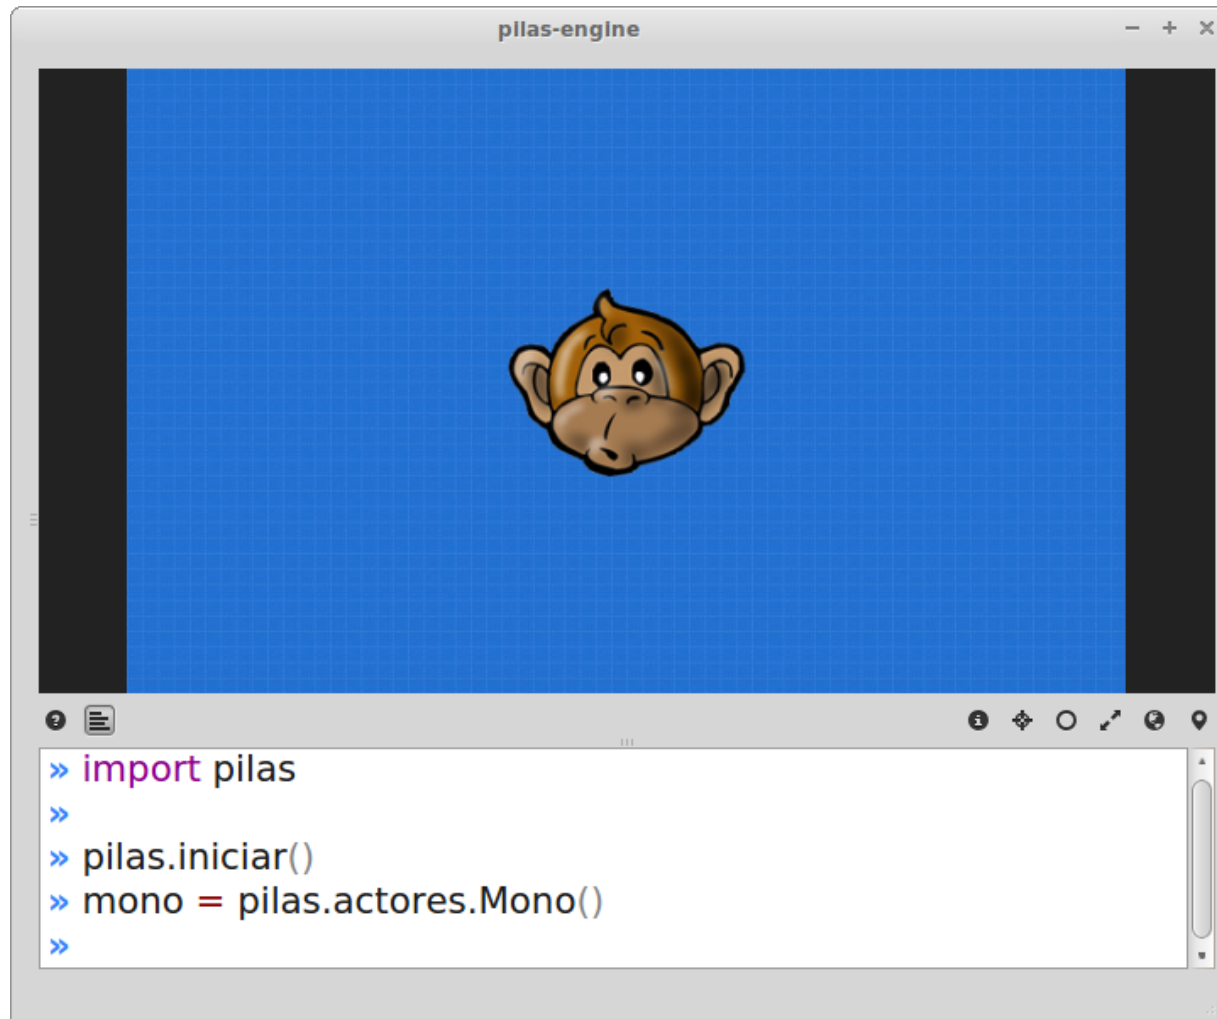 pilas-engine
» import pilas
»
» pilas.iniciar()
» mono = pilas.actores.Mono()
»